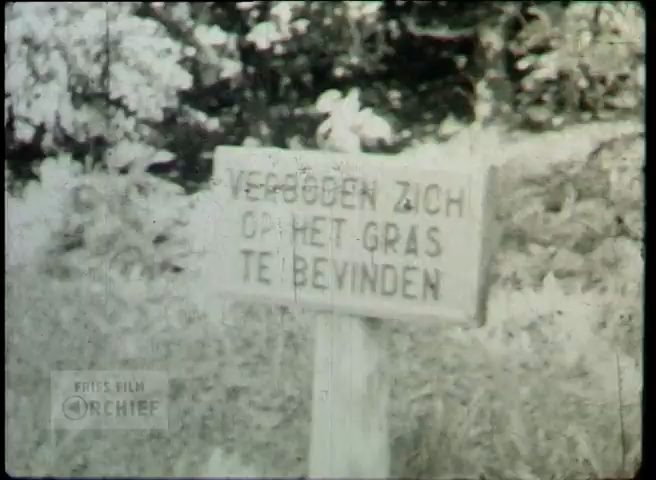 VERBODEN ZICH
OP HET GRAS
TE BEVINDEN
FRIES FILM
ARCHIEF